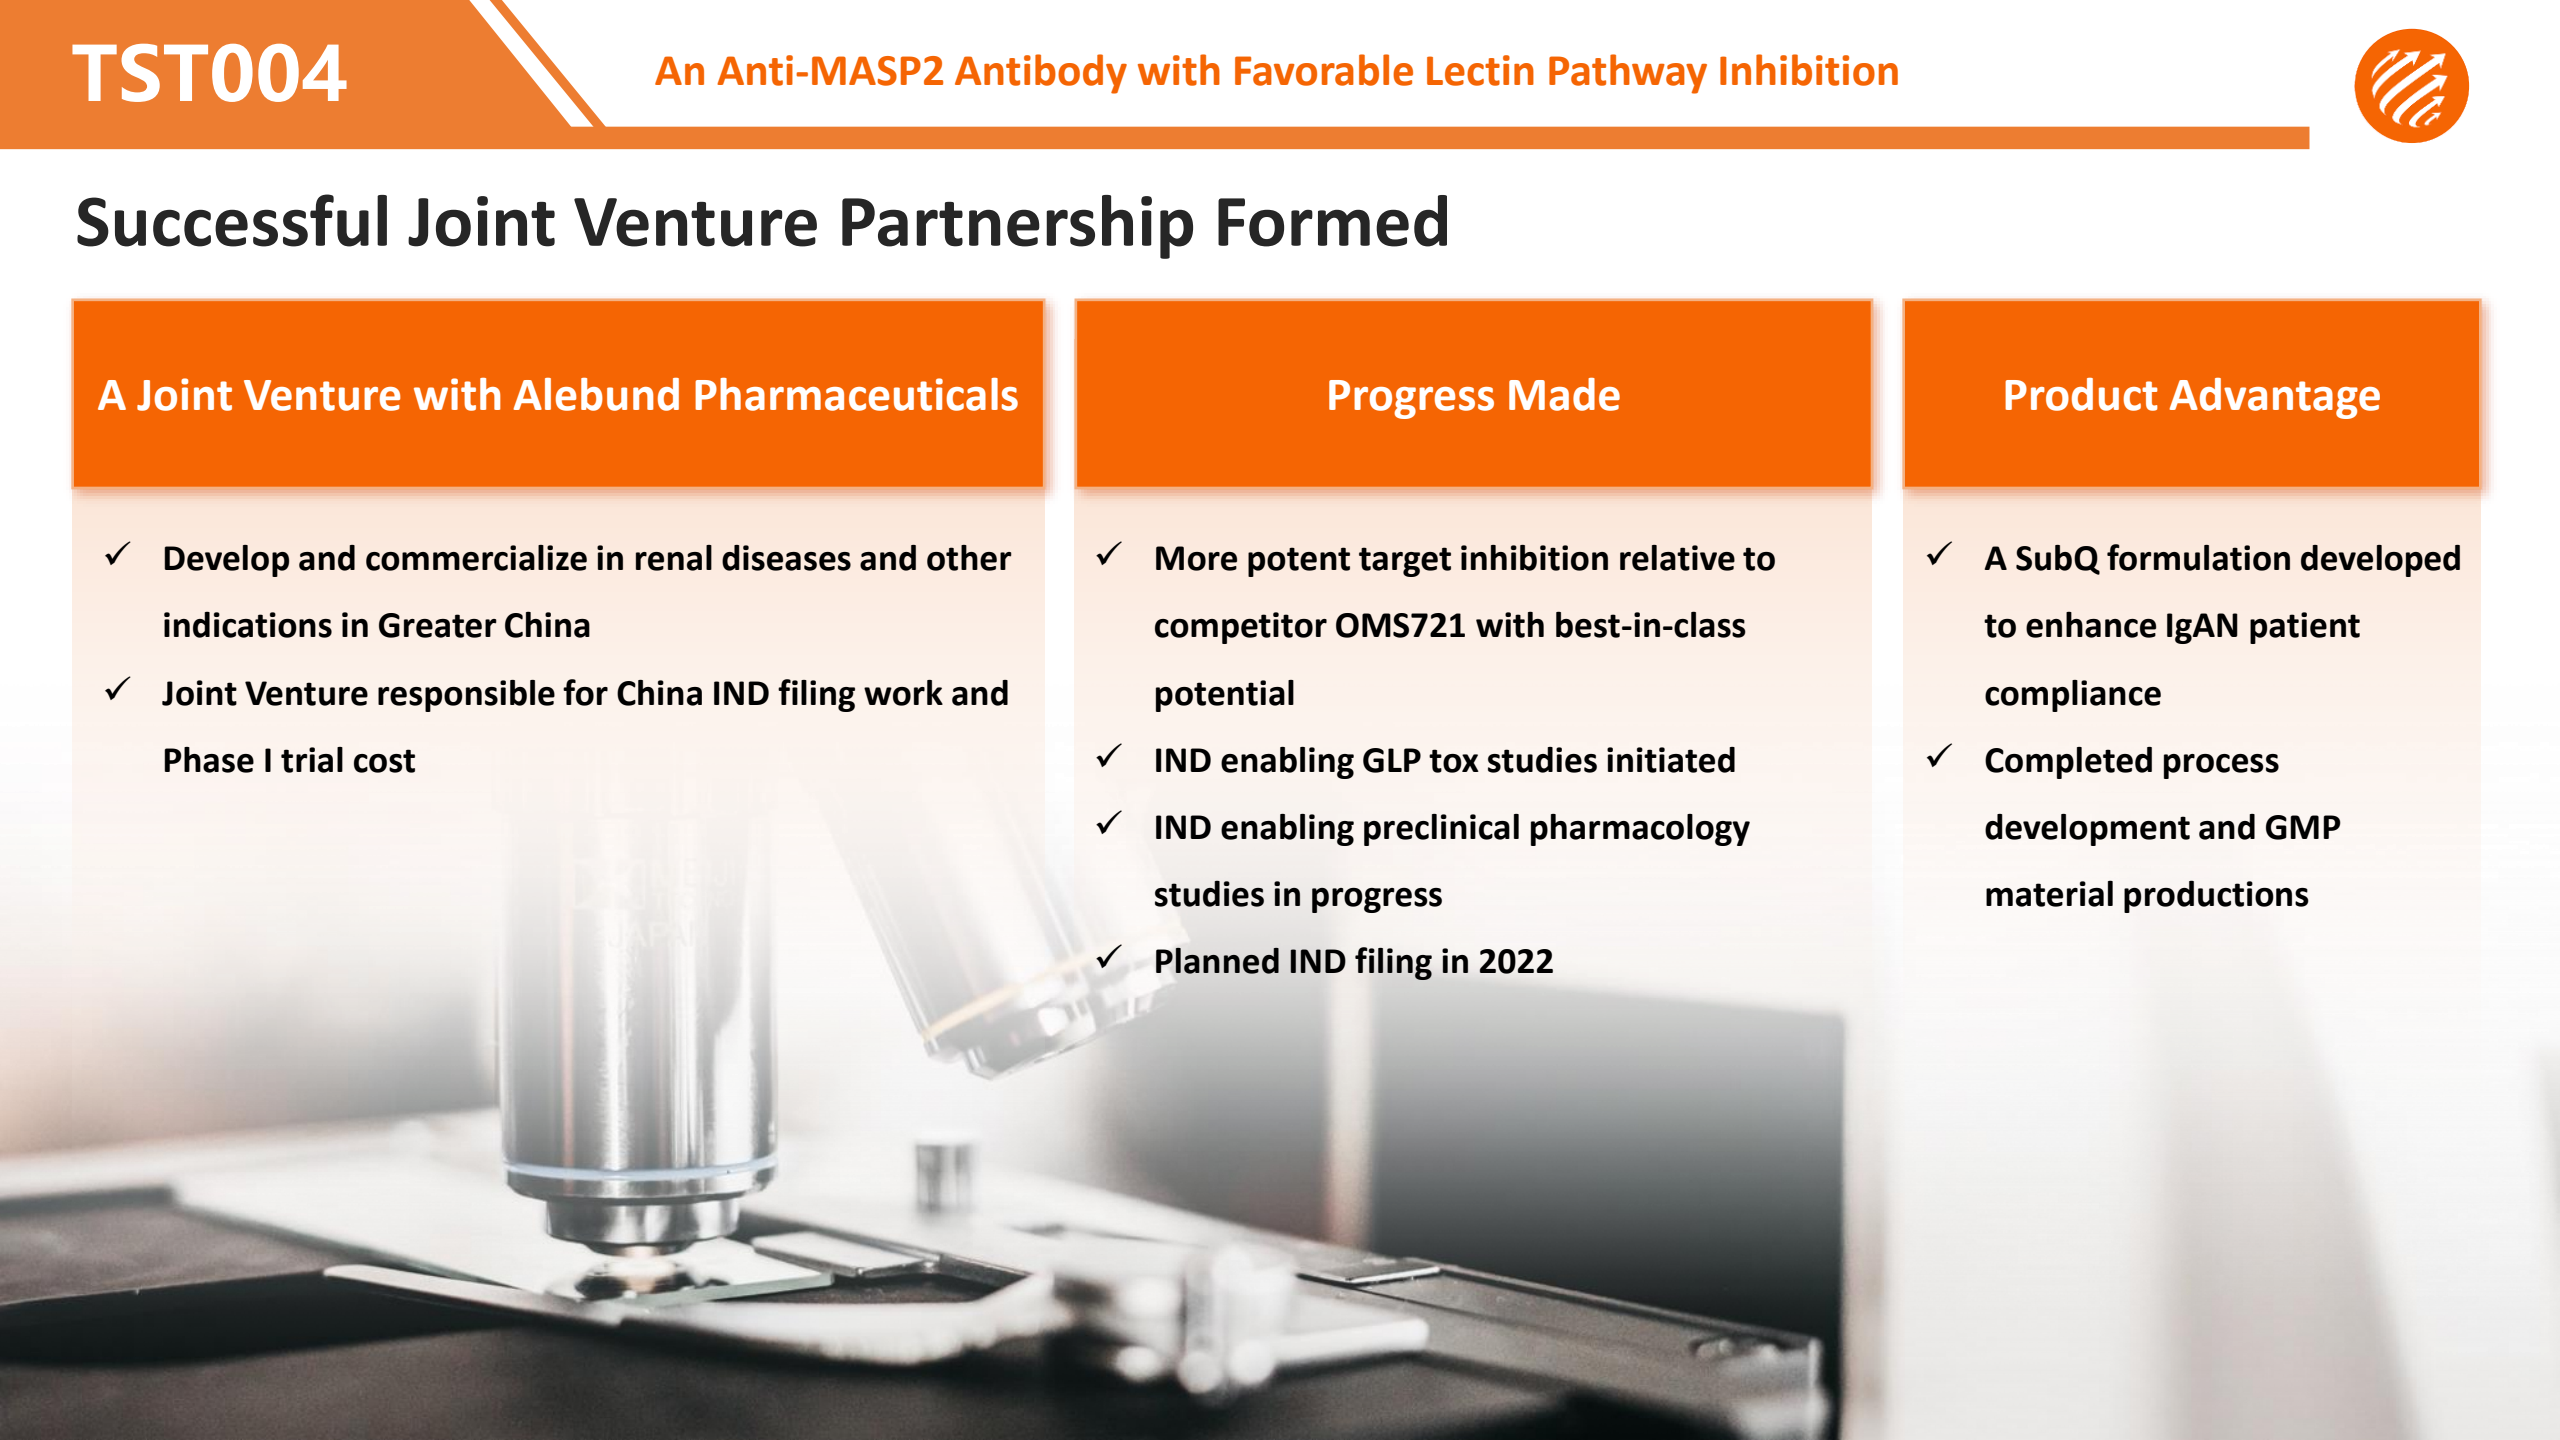 TST004
An Anti-MASP2 Antibody with Favorable Lectin Pathway Inhibition
Successful Joint Venture Partnership Formed
A Joint Venture with Alebund Pharmaceuticals
✓ Develop and commercialize in renal diseases and other
indications in Greater China
✓ Joint Venture responsible for China IND filing work and
Phase I trial cost
Progress Made
✓ More potent target inhibition relative to
competitor OMS721 with best-in-class
potential
✓ IND enabling GLP tox studies initiated
✓ IND enabling preclinical pharmacology
studies in progress
✓ Planned IND filing in 2022
Product Advantage
✓ A SubQ formulation developed
to enhance IgAN patient
compliance
✓ Completed process
development and GMP
material productions
JAPAN